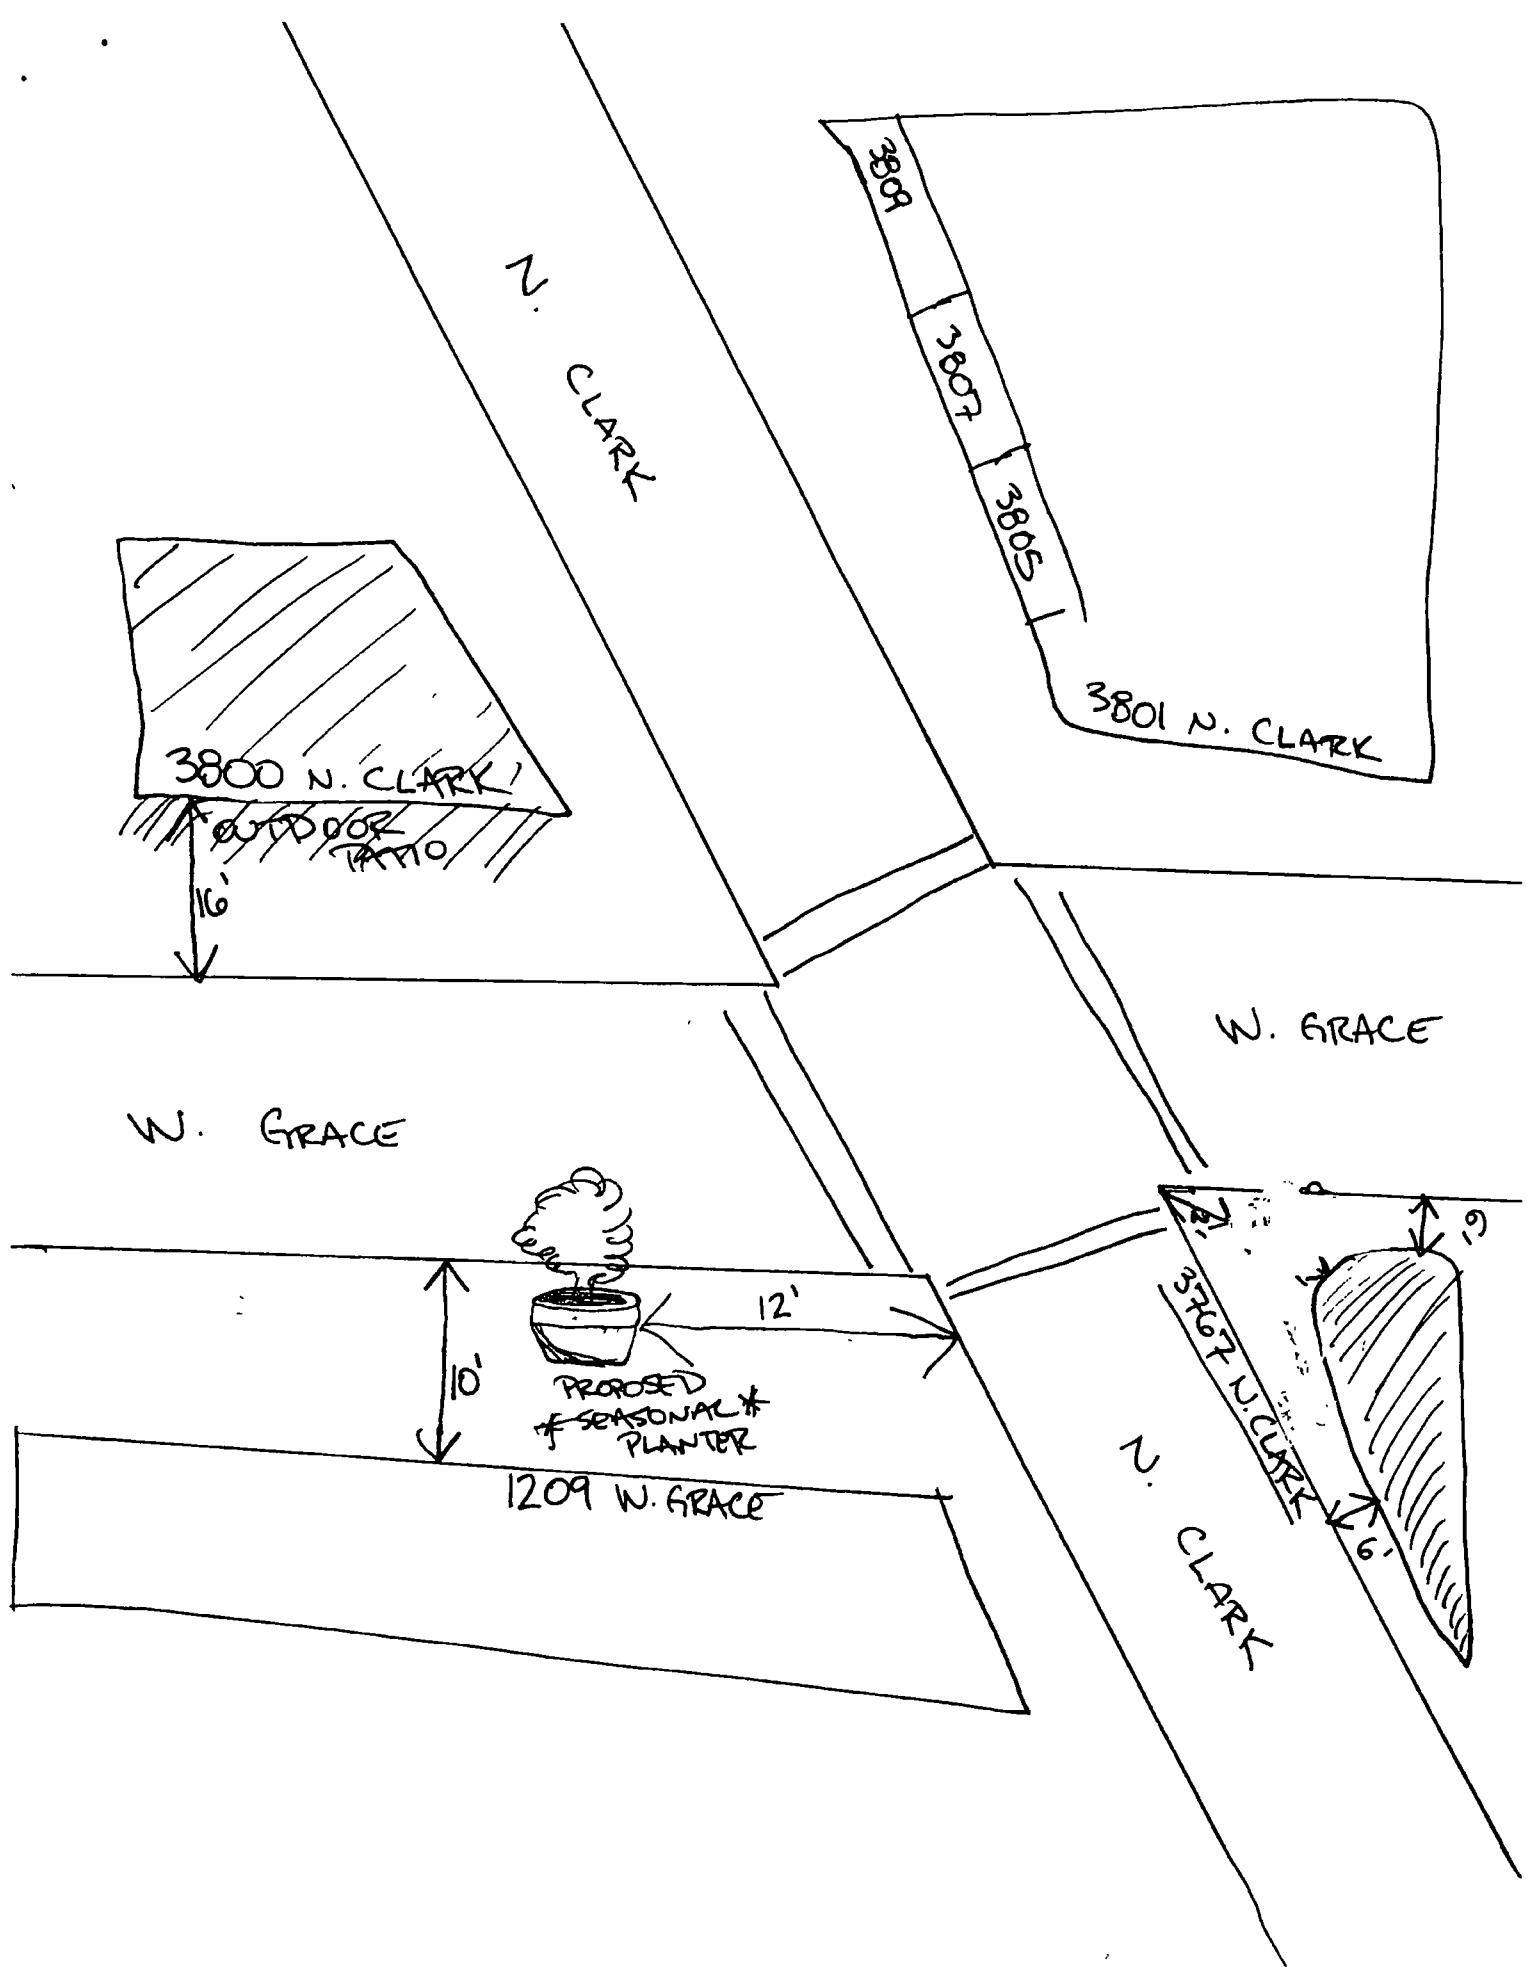 3809
N. CLARK
3807
3805
3801 N. CLARK
3800 N. CLARK
OUTDOOR
PATIO
16'
W. GRACE
W. GRACE
6'
12'
3767 N. CLARK
10'
PROPOSED
*SEASONAL*
PLANTER
1209 W. GRACE
N. CLARK
6'